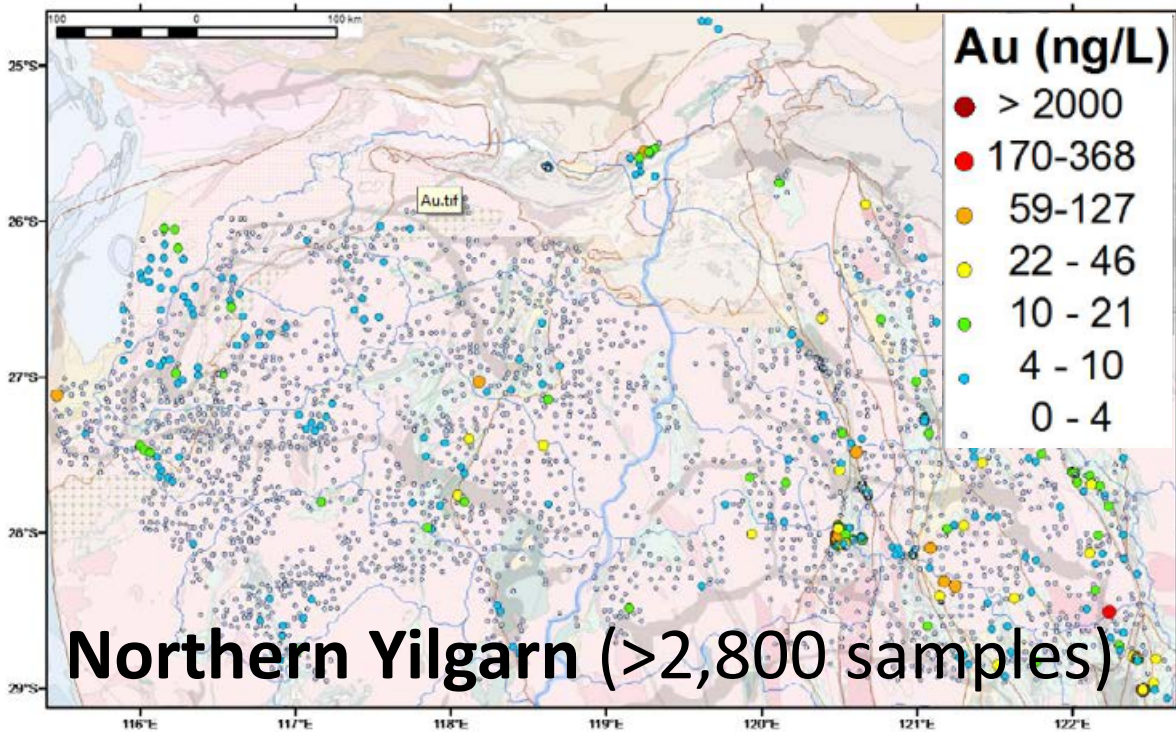 100 0 100 km
Au (ng/L)
> 2000
170-368
59-127
22 - 46
10 - 21
4 - 10
0 - 4
25°S
26°S
27°S
28°S
29°S
Au.tif
Northern Yilgarn (>2,800 samples)
116°E 117°E 118°E 119°E 120°E 121°E 122°E